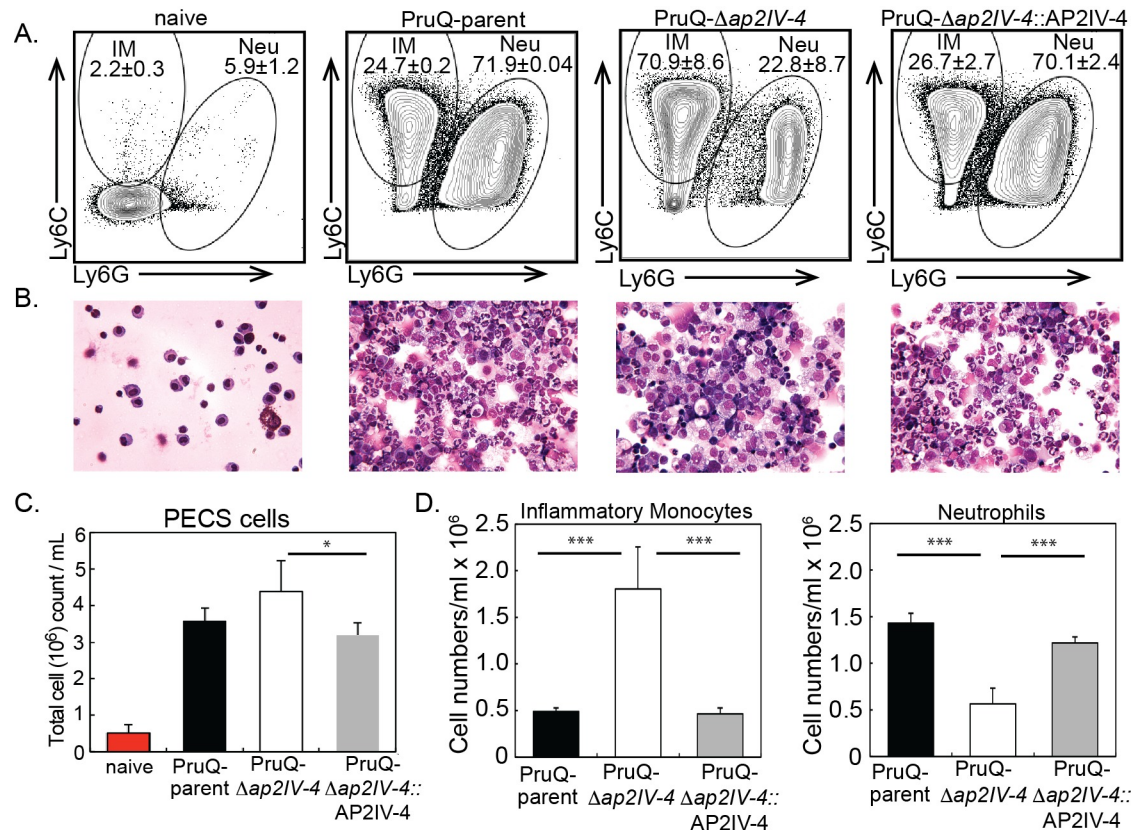 A.
naive
IM
2.2±0.3
Neu
5.9±1.2
Ly6C
Ly6G
PruQ-parent
IM
24.7±0.2
Neu
71.9±0.04
Ly6C
Ly6G
PruQ-Δap2IV-4
IM
70.9±8.6
Neu
22.8±8.7
Ly6C
Ly6G
PruQ-Δap2IV-4::AP2IV-4
IM
26.7±2.7
Neu
70.1±2.4
Ly6C
Ly6G
B.
C.
PECS cells
Total cell (10⁶) count / mL
6
5
4
3
2
1
0
*
naive
PruQ-
parent
PruQ-
Δap2IV-4
PruQ-
Δap2IV-4::
AP2IV-4
D.
Inflammatory Monocytes
Cell numbers/ml x 10⁶
2.5
2.0
1.5
1.0
0.5
0
***
***
PruQ-
parent
PruQ-
Δap2IV-4
PruQ-
Δap2IV-4::
AP2IV-4
Neutrophils
Cell numbers/ml x 10⁶
2.5
2.0
1.5
1.0
0.5
0
***
***
PruQ-
parent
PruQ-
Δap2IV-4
PruQ-
Δap2IV-4::
AP2IV-4